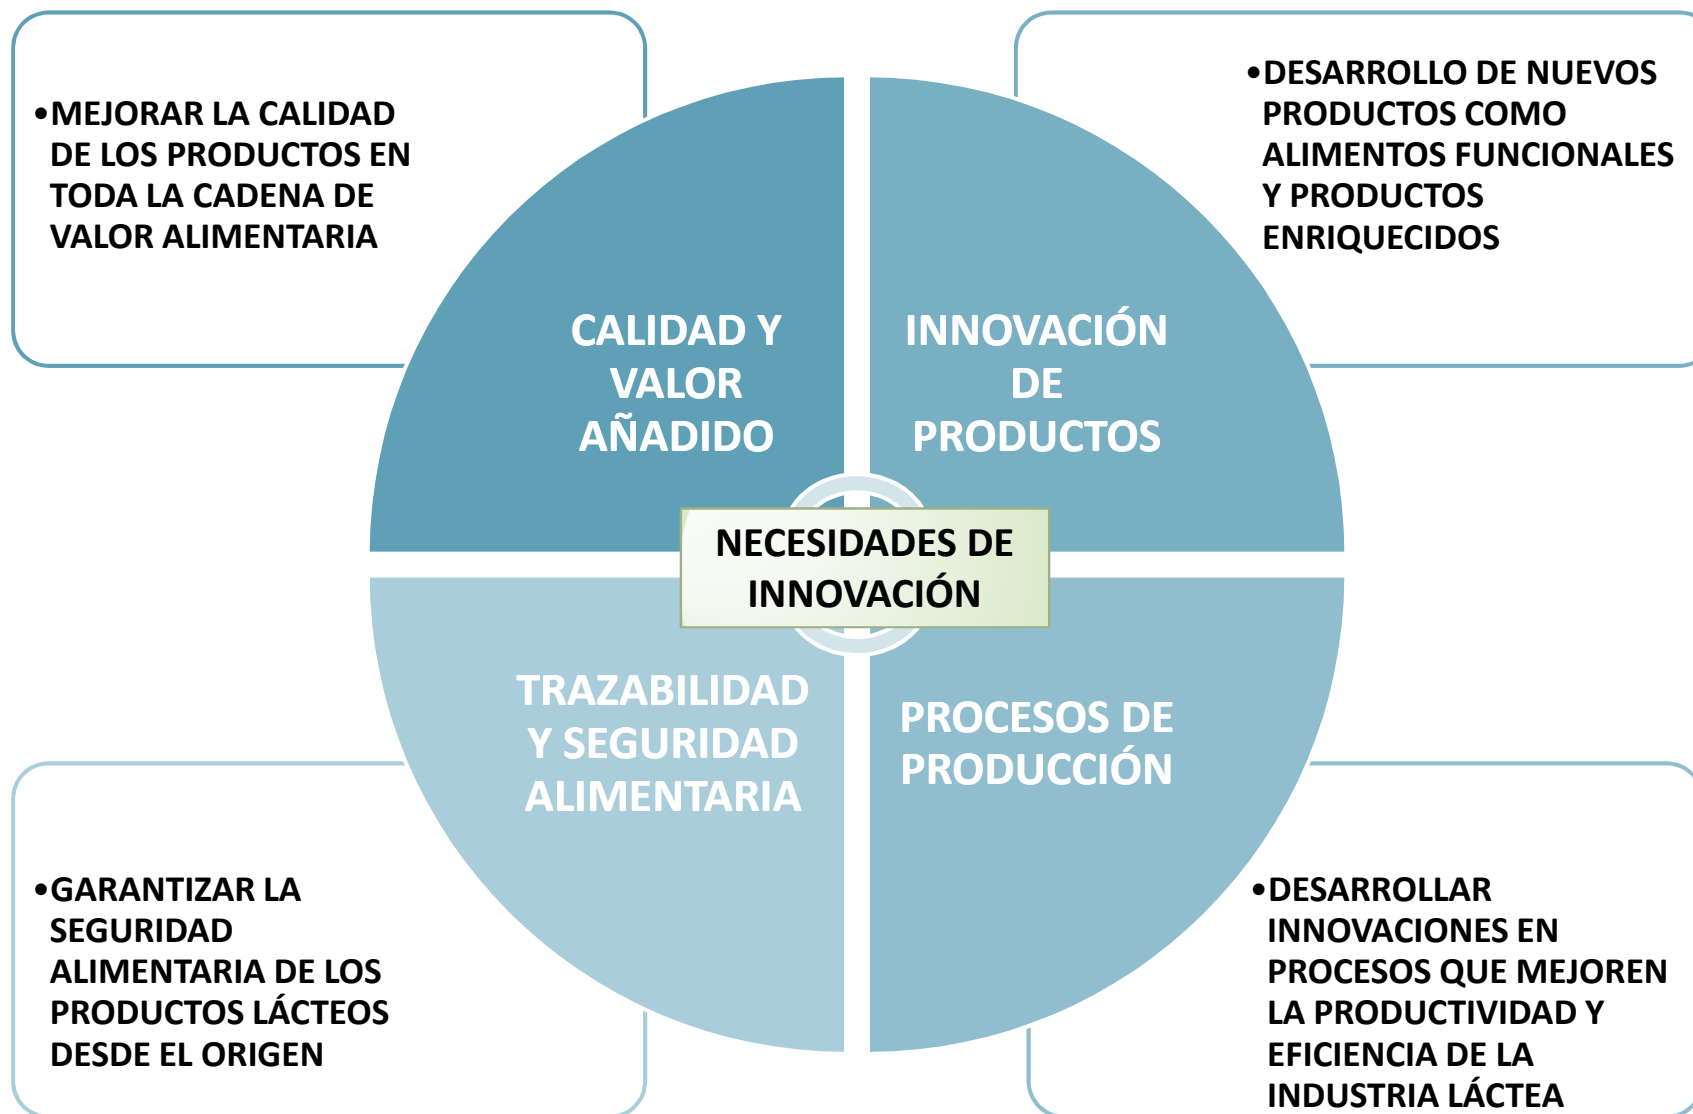 •MEJORAR LA CALIDAD
DE LOS PRODUCTOS EN
TODA LA CADENA DE
VALOR ALIMENTARIA
•DESARROLLO DE NUEVOS
PRODUCTOS COMO
ALIMENTOS FUNCIONALES
Y PRODUCTOS
ENRIQUECIDOS
CALIDAD Y
VALOR
AÑADIDO
INNOVACIÓN
DE
PRODUCTOS
NECESIDADES DE
INNOVACIÓN
TRAZABILIDAD
Y SEGURIDAD
ALIMENTARIA
PROCESOS DE
PRODUCCIÓN
•GARANTIZAR LA
SEGURIDAD
ALIMENTARIA DE LOS
PRODUCTOS LÁCTEOS
DESDE EL ORIGEN
•DESARROLLAR
INNOVACIONES EN
PROCESOS QUE MEJOREN
LA PRODUCTIVIDAD Y
EFICIENCIA DE LA
INDUSTRIA LÁCTEA